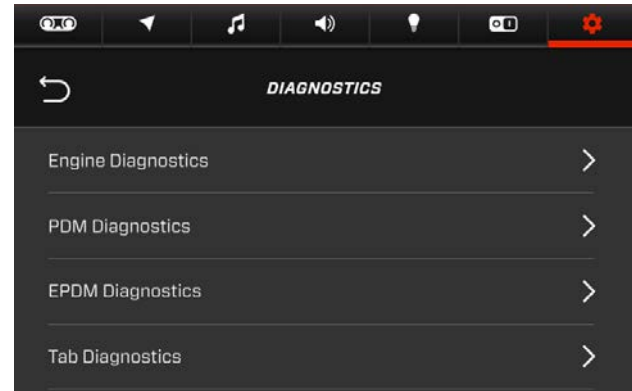 DIAGNOSTICS
Engine Diagnostics
PDM Diagnostics
EPDM Diagnostics
Tab Diagnostics